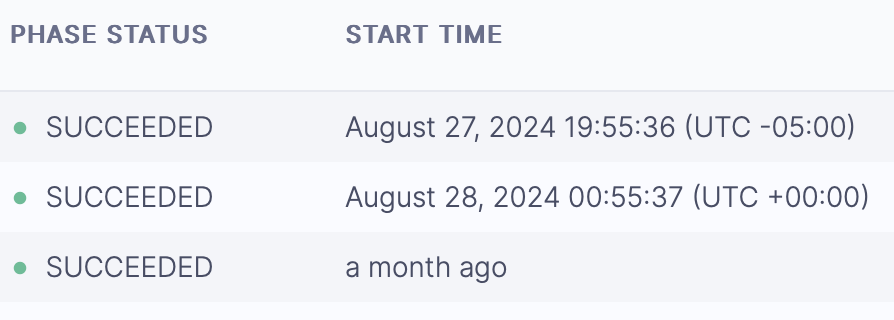 PHASE STATUS START TIME
SUCCEEDED August 27, 2024 19:55:36 (UTC -05:00)
SUCCEEDED August 28, 2024 00:55:37 (UTC +00:00)
SUCCEEDED a month ago